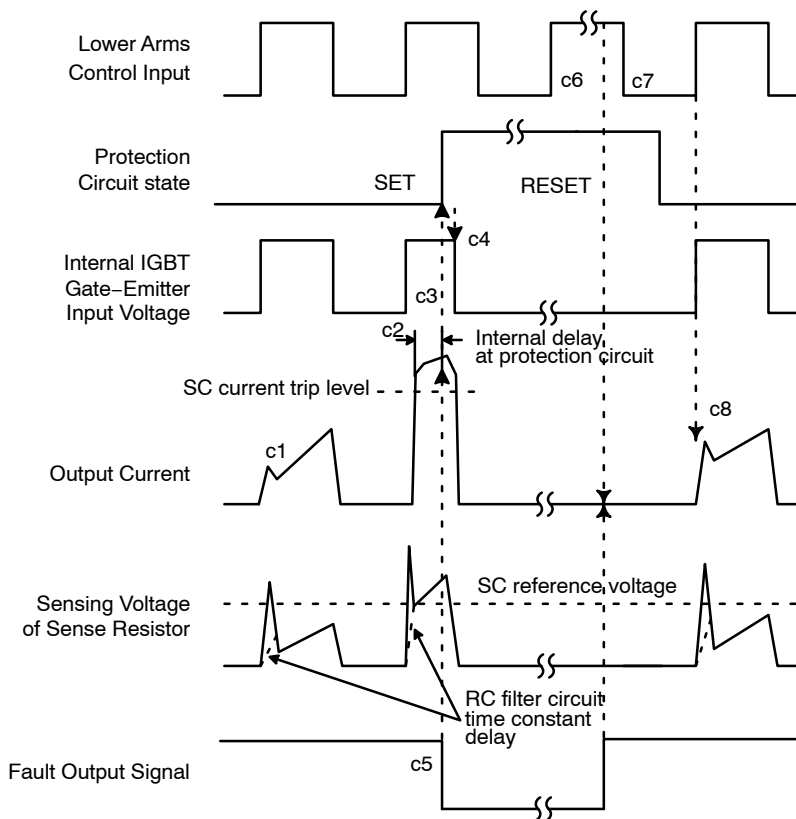 Lower Arms
Control Input
c6
c7
Protection
Circuit state
SET
RESET
c4
Internal IGBT
Gate−Emitter
Input Voltage
c3
c2
Internal delay
at protection circuit
SC current trip level
c8
c1
Output Current
SC reference voltage
Sensing Voltage
of Sense Resistor
RC filter circuit
time constant
delay
c5
Fault Output Signal